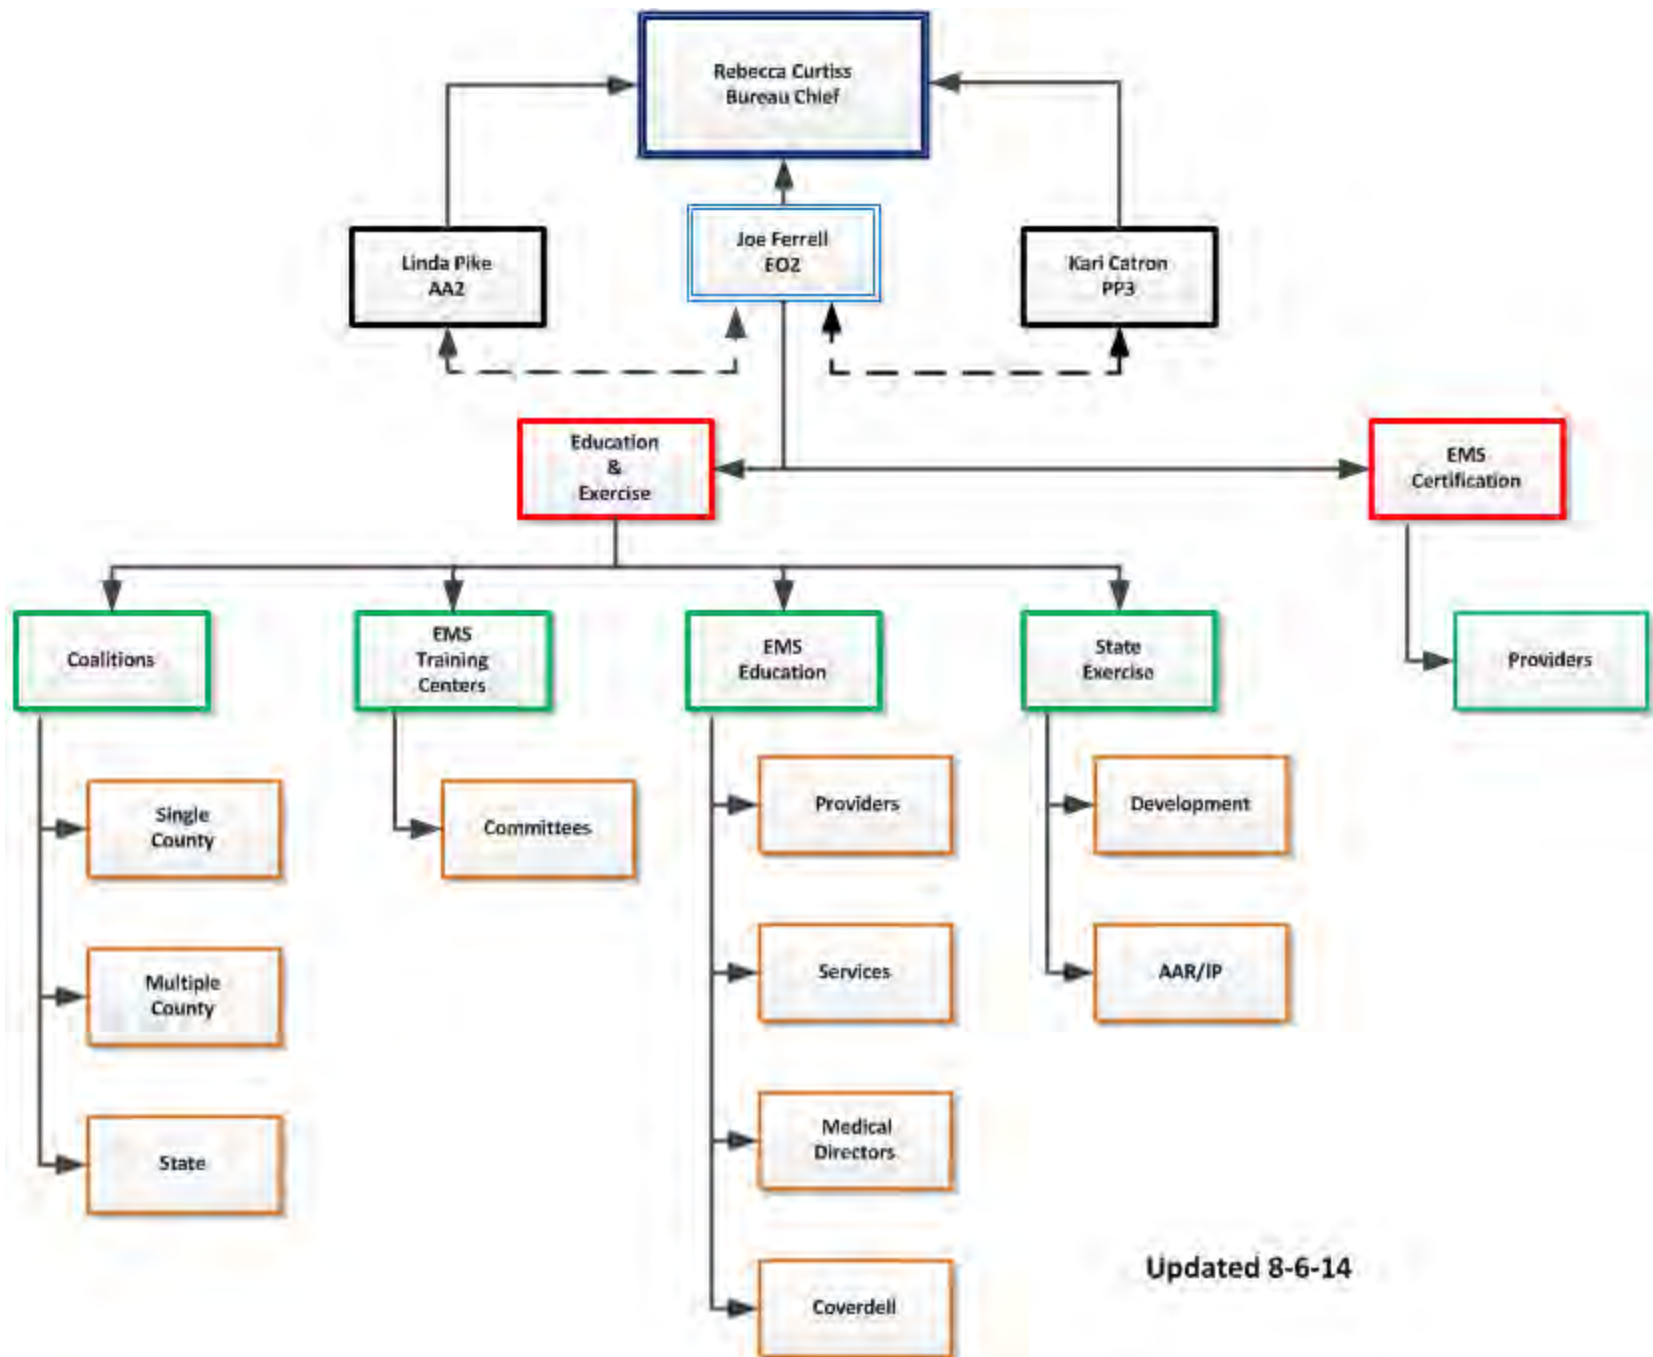 Rebecca Curtiss
Bureau Chief
Linda Pike
AA2
Joe Ferrell
EO2
Kari Catron
PP3
Education
&
Exercise
EMS
Certification
Coalitions
EMS
Training
Centers
EMS
Education
State
Exercise
Providers
Single
County
Committees
Providers
Development
Multiple
County
Services
AAR/IP
State
Medical
Directors
Coverdell
Updated 8-6-14